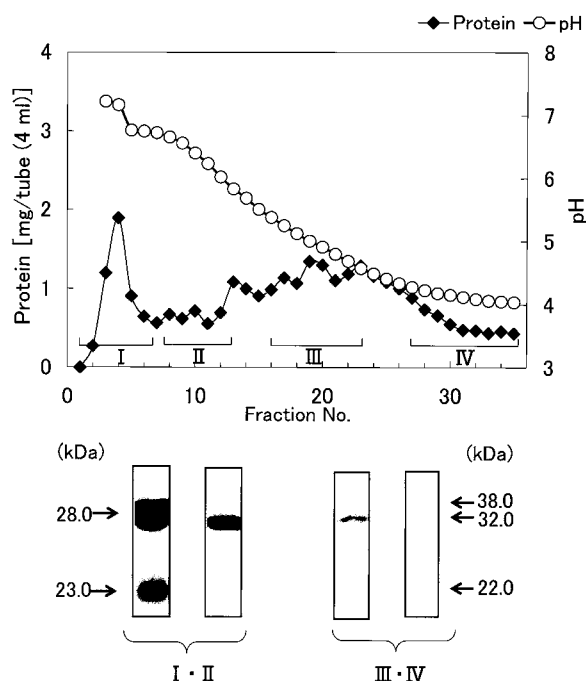 Protein pH
4 8
3 7
6
2
5
1
4
0 3
I II III IV
0 10 20 30
Fraction No.
Protein [mg/tube (4 ml)]
pH
(kDa) (kDa)
28.0 38.0
32.0
23.0 22.0
I・II III・IV